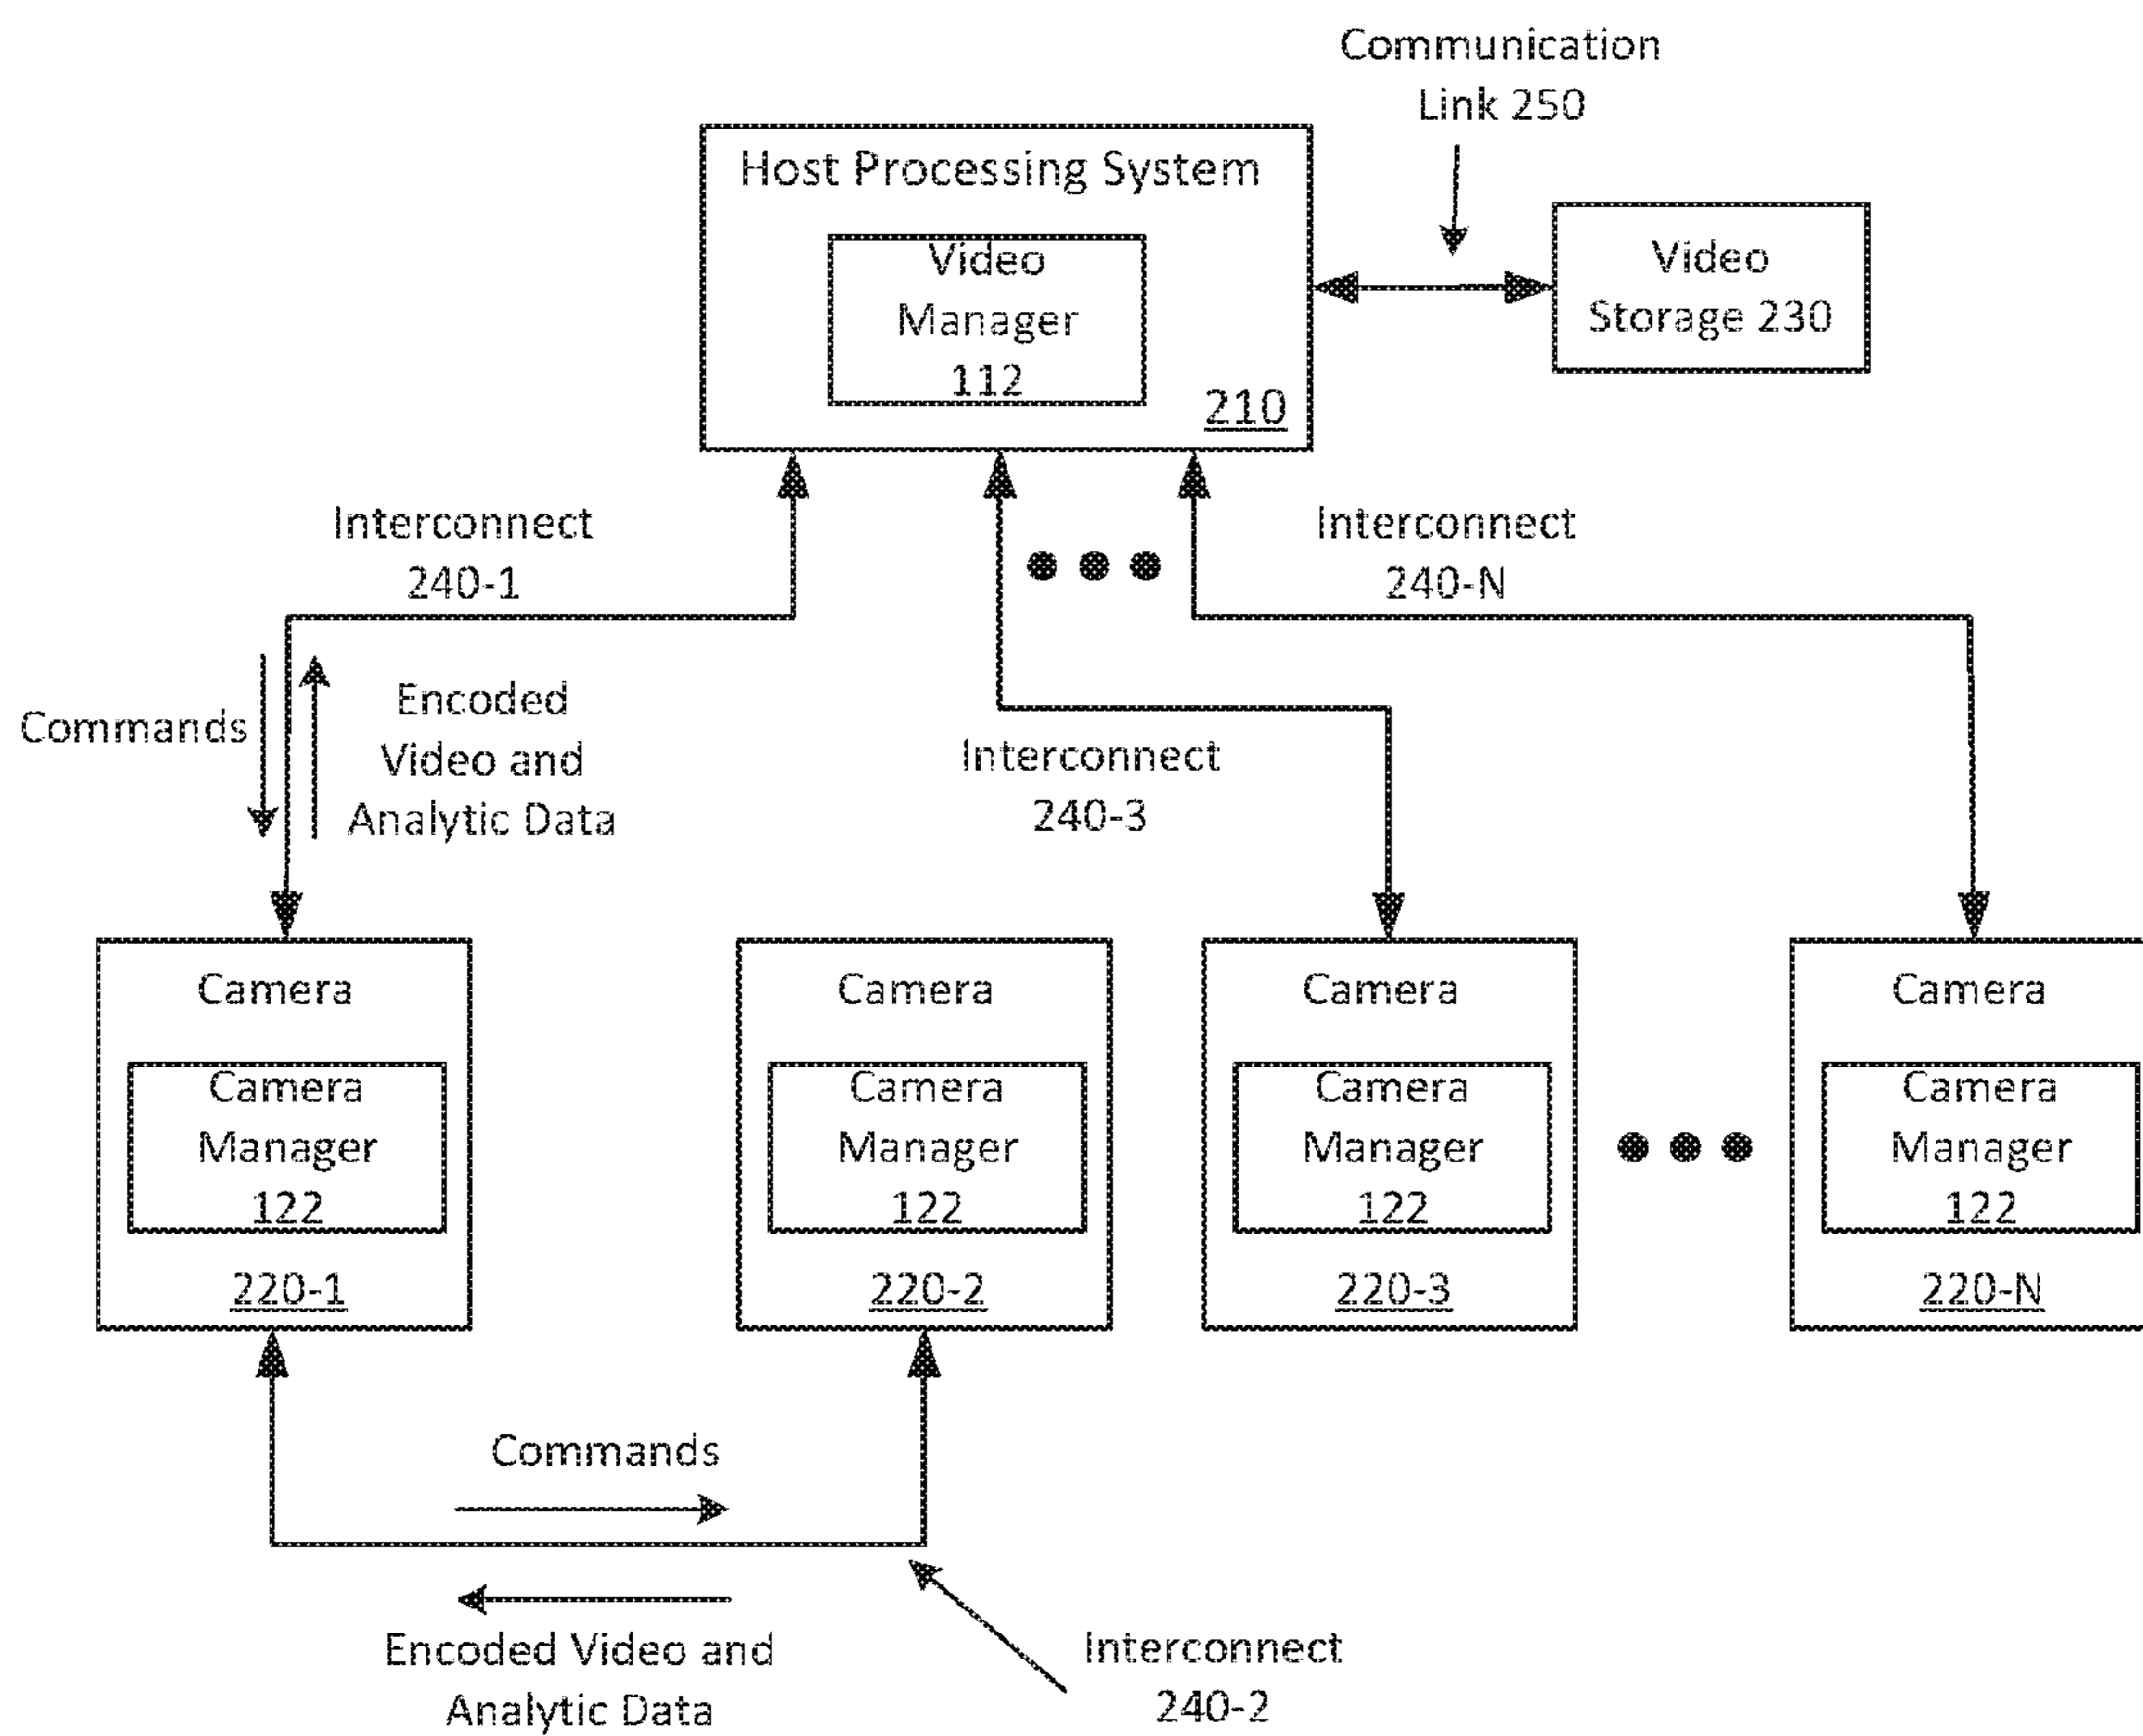 Communication
Link 250
Host Processing System
Video
Manager
112
210
Video
Storage 230
Interconnect
240-1
Interconnect
240-N
Commands
Encoded
Video and
Analytic Data
Interconnect
240-3
Camera
Camera
Manager
122
220-1
Camera
Camera
Manager
122
220-2
Camera
Camera
Manager
122
220-3
Camera
Camera
Manager
122
220-N
Commands
Encoded Video and
Analytic Data
Interconnect
240-2